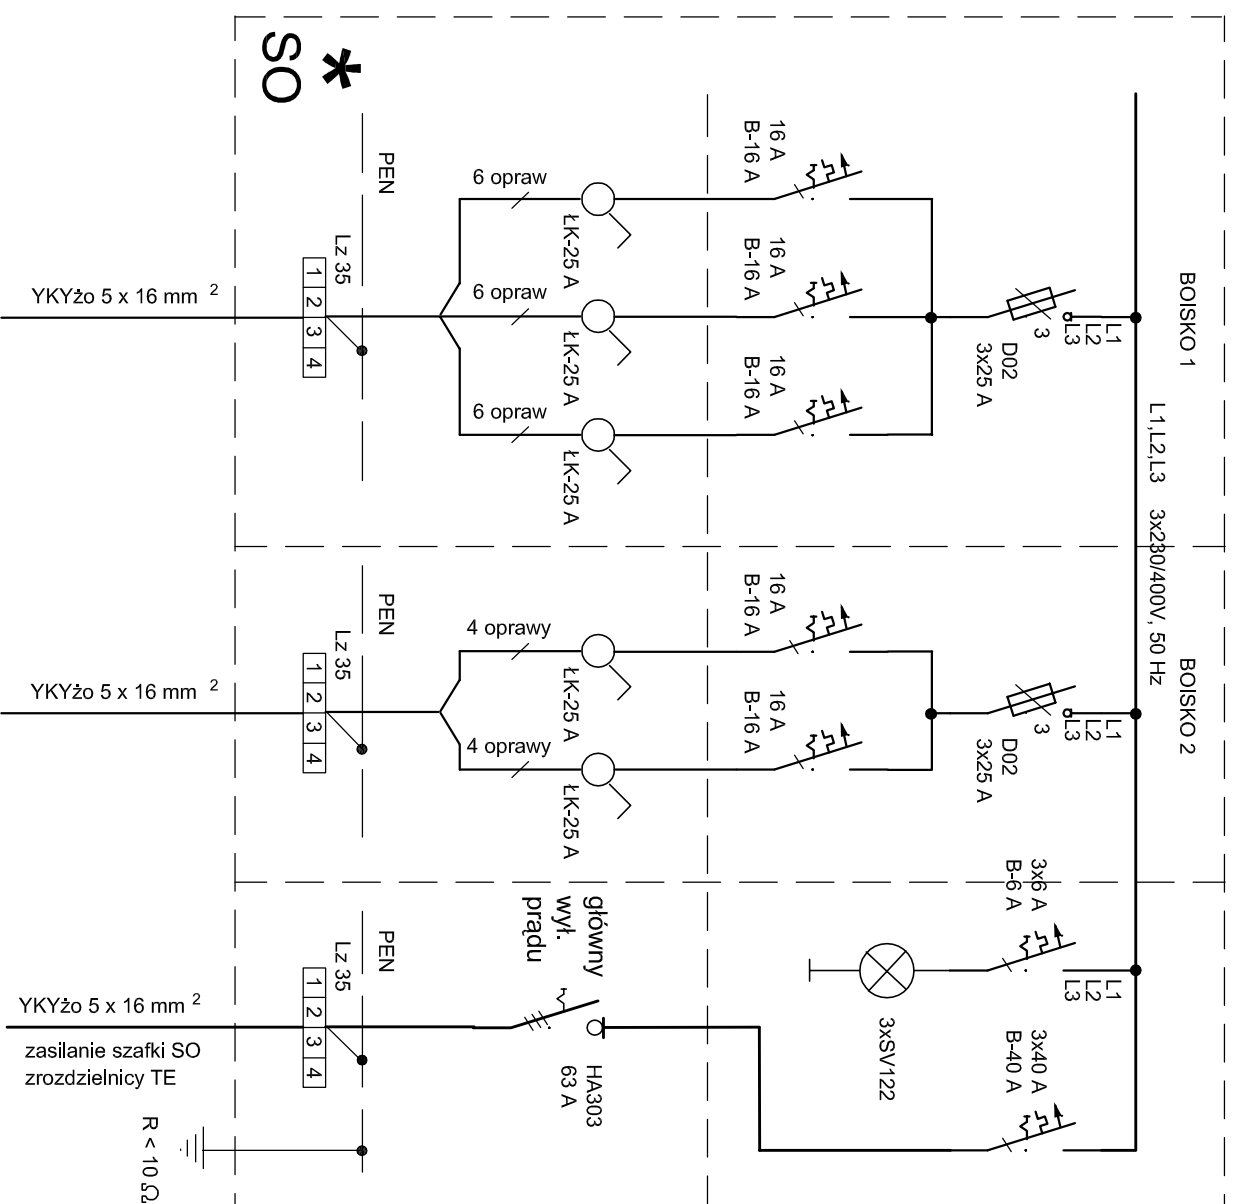 SO
*
PEN
Lz 35
1 2 3 4
YKYżo 5 x 16 mm 2
6 opraw
ŁK-25 A
6 opraw
ŁK-25 A
6 opraw
ŁK-25 A
16 A
B-16 A
16 A
B-16 A
16 A
B-16 A
D02
3x25 A
3
L1
L2
L3
BOISKO 1
L1,L2,L3 3x230/400V, 50 Hz
PEN
Lz 35
1 2 3 4
YKYżo 5 x 16 mm 2
4 oprawy
ŁK-25 A
4 oprawy
ŁK-25 A
16 A
B-16 A
16 A
B-16 A
D02
3x25 A
3
L1
L2
L3
BOISKO 2
3x6 A
B-6 A
L1
L2
L3
3xSV122
3x40 A
B-40 A
główny
wył.
prądu
HA303
63 A
PEN
Lz 35
1 2 3 4
YKYżo 5 x 16 mm 2
zasilanie szafki SO
zrozdzielnicy TE
R < 10 Ω